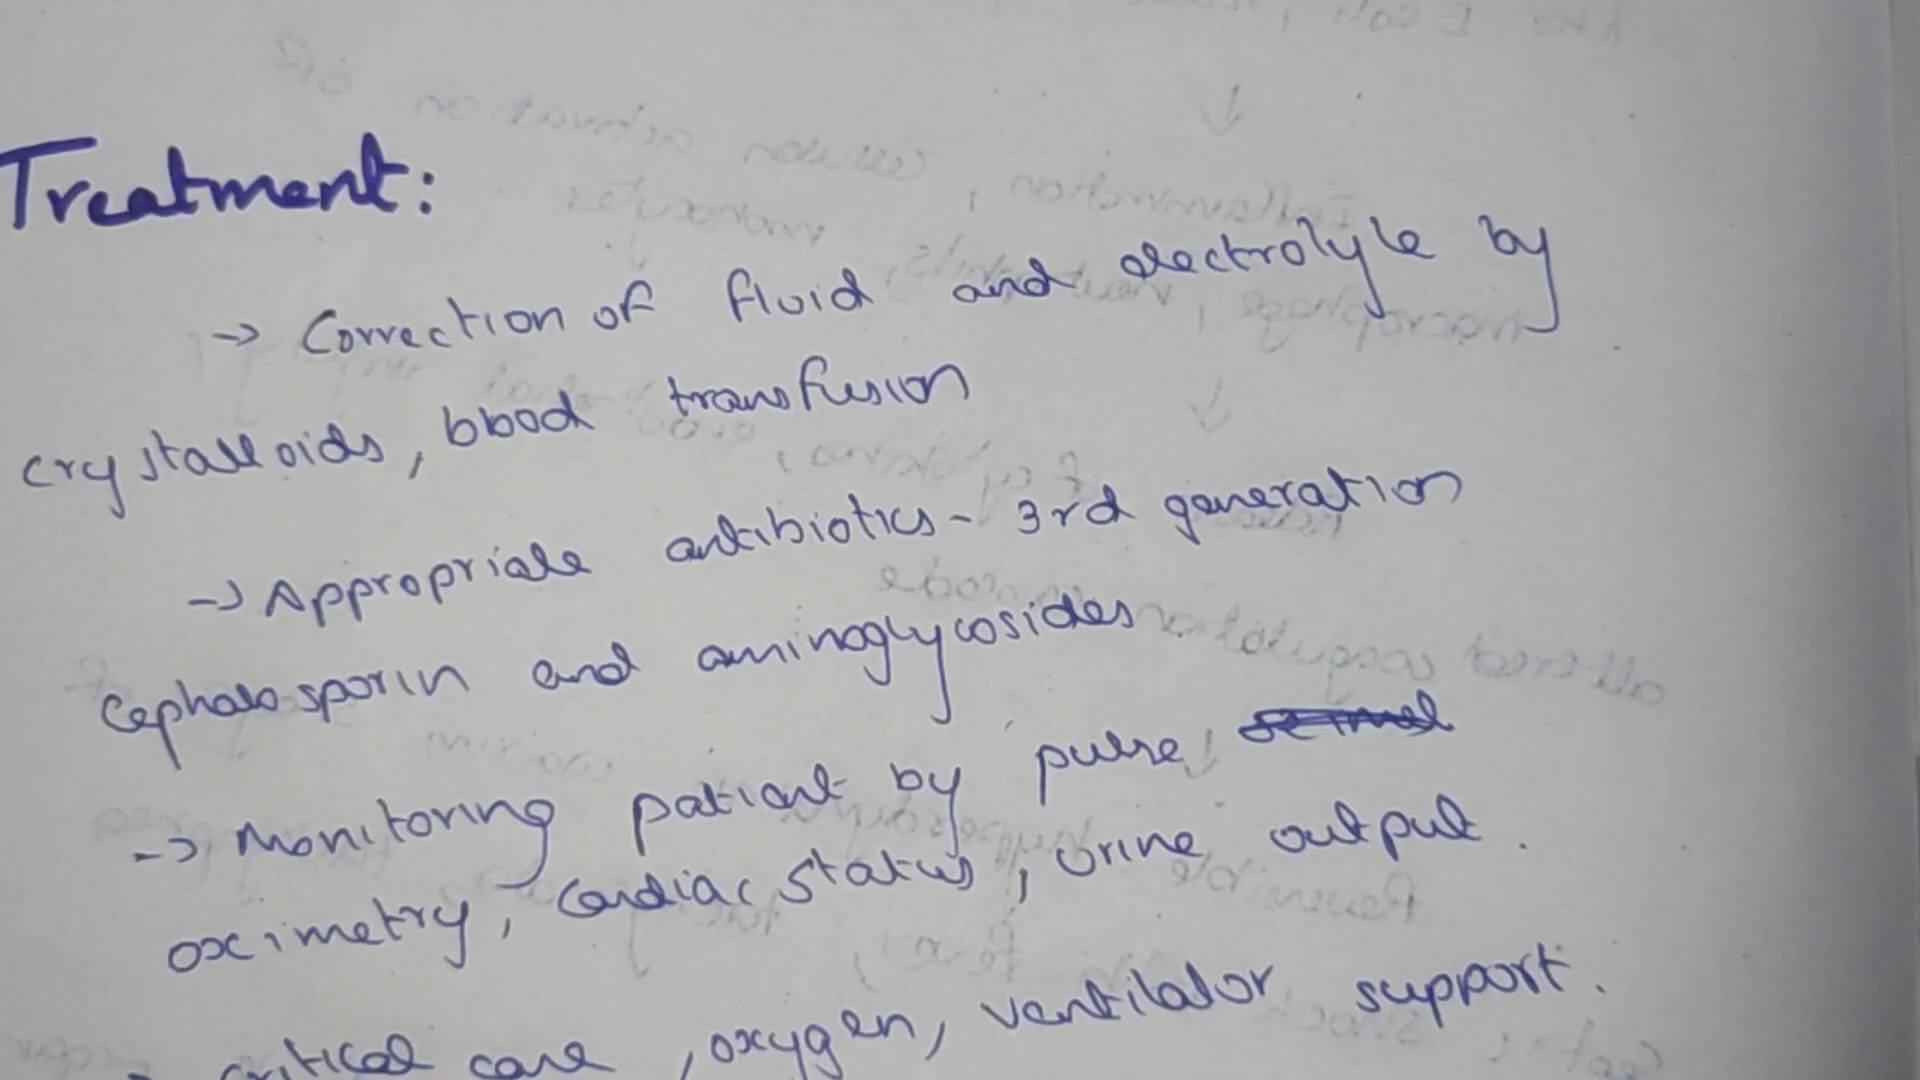 Treatment:
-> Correction of fluid and electrolyte by
crystalloids, blood transfusion
-> Appropriate antibiotics - 3rd generation
cephalosporin and aminoglycosides
-> Monitoring patient by pulse
oximetry, cardiac status, urine output.
critical care, oxygen, ventilator support.